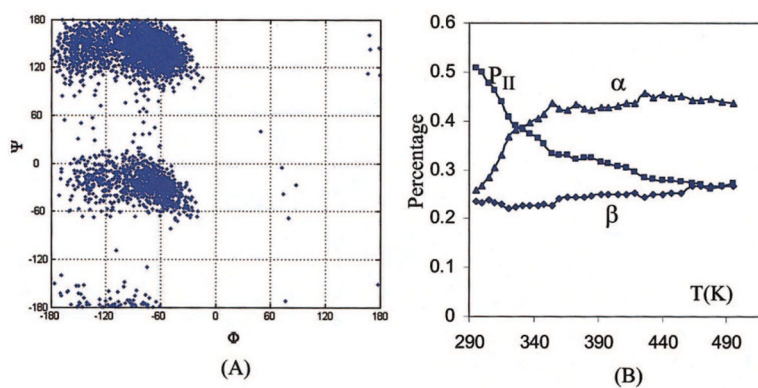 180
120
60
0
-60
-120
-180
Ψ
-180 -120 -60 0 60 120 180
Φ
(A)
0.6
0.5
0.4
0.3
0.2
0.1
0
Percentage
P_II
α
β
T(K)
290 340 390 440 490
(B)